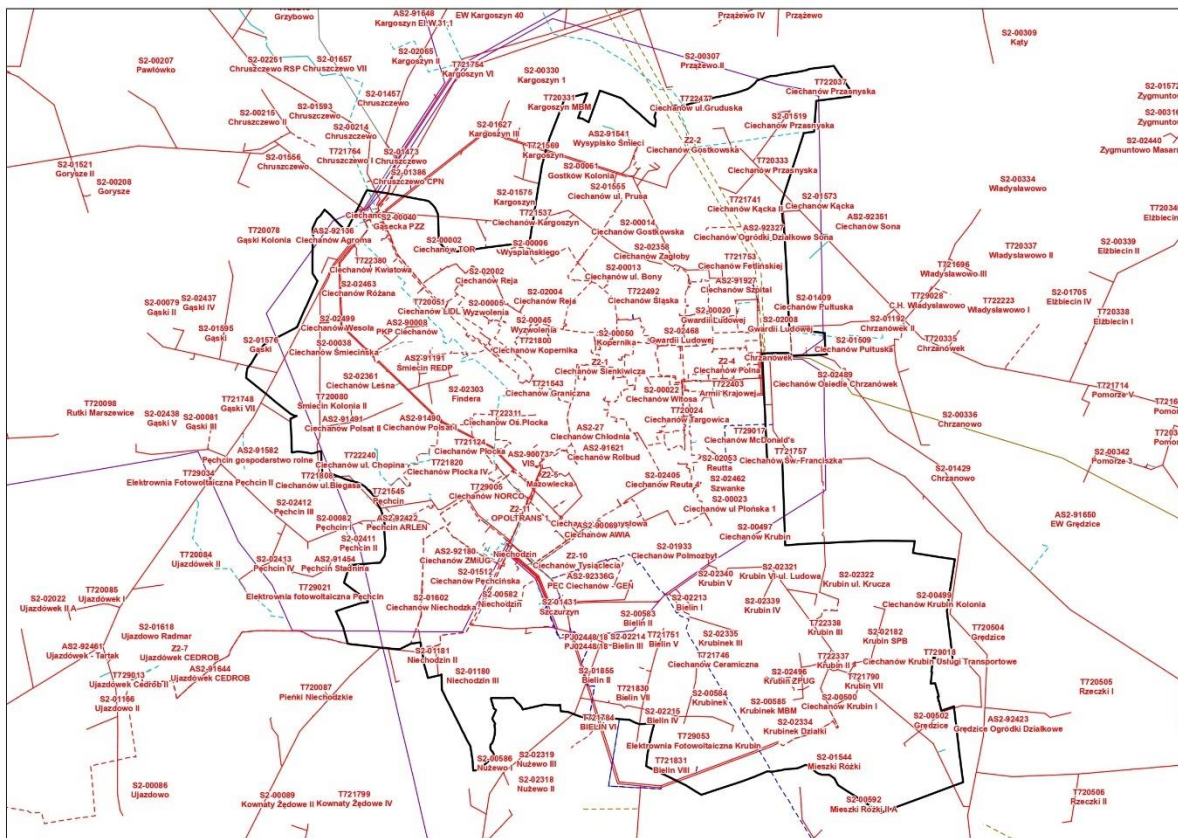 Grzybowo
AS2-91648
Kargoszyn El.W 31.1
EW Kargoszyn 40
Przążewo IV
Przążewo
S2-00309
Kąty
S2-00207
Pawłówko
S2-02261
Chruszczewo RSP
S2-01657
Chruszczewo VII
S2-02065
Kargoszyn II
T721754
Kargoszyn VI
S2-00307
Przążewo II
T722037
Ciechanów Przasnyska
S2-00330
Kargoszyn 1
T720331
Kargoszyn MBM
T722477
Ciechanów ul.Gruduska
S2-01519
Ciechanów Przasnyska
S2-00215
Chruszczewo II
S2-01593
Chruszczewo
S2-01457
Chruszczewo
S2-00214
Chruszczewo
T721764
Chruszczewo I
S2-01627
Kargoszyn III
AS2-91541
Wysypisko Śmieci
Z2-2
Ciechanów Gostkowska
S2-02440
Zygmuntowo Masarn
S2-01521
Gorysze II
S2-00208
Gorysze
S2-01556
Chruszczewo
S2-01473
Chruszczewo
S2-01386
Chruszczewo CPN
T721569
Kargoszyn
S2-00061
Gostków Kolonia
S2-01555
Ciechanów ul. Prusa
T720333
Ciechanów Przasnyska
S2-00334
Władysławowo
S2-01575
Kargoszyn
T721741
Ciechanów Kącka II
S2-01573
Ciechanów Kącka
S2-00040
Gąsecka PZZ
T721537
Ciechanów Kargoszyn
S2-00014
Ciechanów Gostkowska
AS2-92351
Ciechanów Sona
T720078
Gąski Kolonia
AS2-92106
Ciechanów Agroma
S2-00002
Ciechanów TOR
S2-00006
Wyspiańskiego
S2-02358
Ciechanów Zagłoby
AS2-92327
Ciechanów Ogródki Działkowe Sona
T720337
Władysławowo II
S2-00339
Elżbiecin II
T722380
Ciechanów Kwiatowa
S2-02002
Ciechanów Reja
S2-00013
Ciechanów ul. Bony
T721753
Ciechanów Fetlińskiej
T721696
Władysławowo III
S2-00079
Gąski II
S2-02437
Gąski IV
S2-02463
Ciechanów Różana
T720051
Ciechanów LIDL
S2-00005
Wyzwolenia
S2-02004
Ciechanów Reja
T722492
Ciechanów Śląska
AS2-91927
Ciechanów Szpital
S2-01409
Ciechanów Pułtuska
T729028
C.H. Władysławowo
T722223
Władysławowo I
S2-01705
Elżbiecin IV
T720338
Elżbiecin I
S2-01595
Gąski
S2-01576
Gąski
S2-02499
Ciechanów Wesoła
AS2-90008
PKP Ciechanów
S2-00045
Wyzwolenia
T721800
Ciechanów Kopernika
S2-00050
Kopernika
S2-00020
Gwardii Ludowej
S2-02468
Gwardii Ludowej
S2-02008
Gwardii Ludowej
S2-01192
Chrzanówek II
S2-01509
Ciechanów Pułtuska
T720335
Chrzanówek
S2-00038
Ciechanów Śmiecińska
AS2-91191
Śmiecin REDP
Z2-1
Ciechanów Sienkiewicza
Z2-4
Ciechanów Polna
Chrzanówek
S2-02489
Ciechanów Osiedle Chrzanówek
S2-02361
Ciechanów Leśna
S2-02303
Findera
T721543
Ciechanów Graniczna
S2-00022
Ciechanów Witosa
T722403
Armii Krajowej
T721714
Pomorze V
T720098
Rutki Marszewice
T721748
Gąski VII
T720080
Śmiecin Kolonia II
S2-02438
Gąski V
S2-00081
Gąski III
AS2-91491
Ciechanów Polsat II
AS2-91490
Ciechanów Polsat I
T722311
Ciechanów Oś.Płocka
T720024
Ciechanów Targowica
S2-00336
Chrzanowo
AS2-27
Ciechanów Chłodnia
T729017
Ciechanów McDonald's
AS2-91582
Pęchcin gospodarstwo rolne
T722240
Ciechanów ul. Chopina
T721124
Ciechanów Płocka
T721820
Ciechanów Płocka IV
AS2-90073
VIS
AS2-91621
Ciechanów Rolbud
S2-02053
Reutta
T721757
Ciechanów Św.Franciszka
S2-00342
Pomorze 3
T729034
Elektrownia Fotowoltaiczna Pęchcin II
T721808
Ciechanów ul.Biegasa
Z2-5
Mazowiecka
S2-02405
Ciechanów Reutta
S2-02462
Szwanke
S2-01429
Chrzanowo
S2-02412
Pęchcin III
T721545
Pęchcin
T729005
Ciechanów NORCO
S2-00023
Ciechanów ul Płońska 1
AS2-91650
EW Grędzice
S2-00082
Pęchcin I
AS2-92422
Pęchcin ARLEN
Z2-11
OPOLTRANS 1
Ciechanów AWIA
S2-00497
Ciechanów Krubin
T720084
Ujazdówek II
S2-02413
Pęchcin IV
AS2-91454
Pęchcin Stadnina
S2-02411
Pęchcin II
AS2-92180
Ciechanów ZMiUG
Niechodzin
Z2-10
Ciechanów Tysiąclecia
S2-01933
Ciechanów Polmozbyt
T720085
Ujazdówek I
T729021
Elektrownia fotowoltaiczna Pęchcin
S2-01512
Ciechanów Pęchcińska
AS2-92336G
PEC Ciechanów - GEN
S2-02340
Krubin V
S2-02321
Krubin VI-ul. Ludowa
S2-02322
Krubin ul. Krucza
S2-02022
Ujazdówek II A
S2-01602
Ciechanów Niechodzka
S2-00582
Niechodzin
S2-01431
Szczurzyn
S2-00583
Bielin II
S2-02213
Bielin I
S2-02339
Krubin IV
S2-00499
Ciechanów Krubin Kolonia
S2-01618
Ujazdowo Radmar
T722338
Krubin III
S2-02182
Krubin SPB
T720504
Grędzice
AS2-92461
Ujazdówek - Tartak
Z2-7
Ujazdówek CEDROB
AS2-91644
Ujazdówek CEDROB
S2-01181
Niechodzin II
S2-01180
Niechodzin III
PJ02448/18
PJ02448/18
S2-02214
Bielin III
T721751
Bielin V
S2-02335
Krubinek III
T721746
Ciechanów Ceramiczna
T722337
Krubin II
T729018
Ciechanów Krubin Usługi Transportowe
T729013
Ujazdówek Cedrob II
S2-01166
Ujazdowo II
T720087
Pieńki Niechodzkie
S2-01855
Bielin II
S2-02496
Krubin ZPUG
T721790
Krubin VII
T720505
Rzeczki I
T721830
Bielin VII
S2-00584
Krubinek
S2-00585
Krubinek MBM
S2-00500
Ciechanów Krubin I
T721784
BIELIN VI
S2-02215
Bielin IV
S2-02334
Krubinek Działki
S2-00502
Grędzice
AS2-92423
Grędzice Ogródki Działkowe
T729053
Elektrownia Fotowoltaiczna Krubin
S2-00586
Nużewo I
S2-02319
Nużewo III
T721831
Bielin VIII
S2-01544
Mieszki Różki
S2-02318
Nużewo II
S2-00086
Ujazdowo
S2-00089
Kownaty Żędowe II
T721799
Kownaty Żędowe IV
S2-00592
Mieszki Różki II A
T720506
Rzeczki II